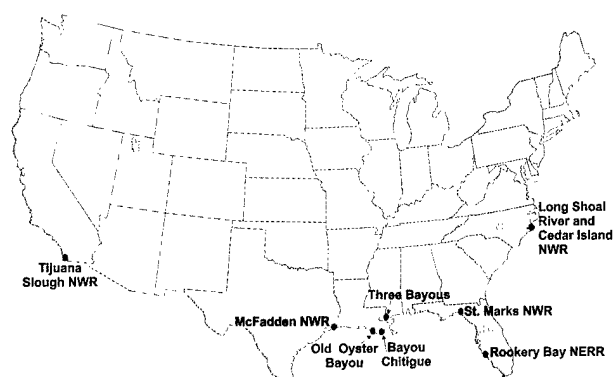 Long Shoal
River and
Cedar Island
NWR
Tijuana
Slough NWR
Three Bayous
McFadden NWR
St. Marks NWR
Old Oyster
Bayou
Bayou
Chitigue
Rookery Bay NERR